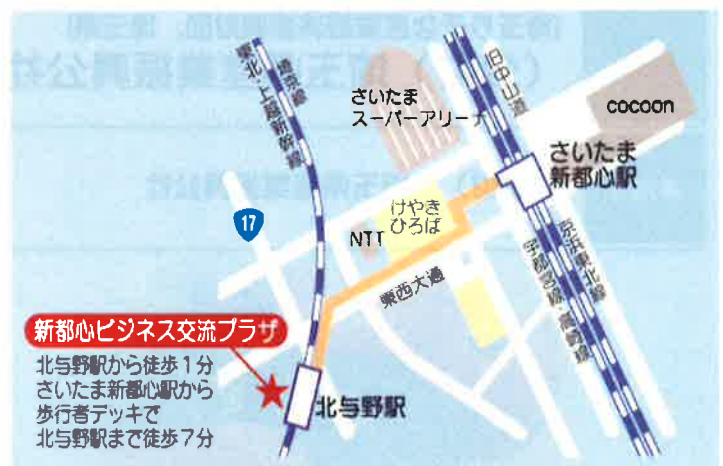 埼京線
東北・上越新幹線
さいたま
スーパーアリーナ
旧中山道
cocoon
さいたま
新都心駅
17
けやき
ひろば
NTT
東西大通
京浜東北線
宇都宮線・高崎線
新都心ビジネス交流プラザ
北与野駅から徒歩1分
さいたま新都心駅から
歩行者デッキで
北与野駅まで徒歩7分
北与野駅